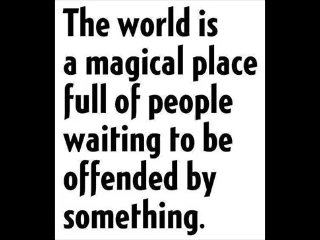 The world is
a magical place
full of people
waiting to be
offended by
something.